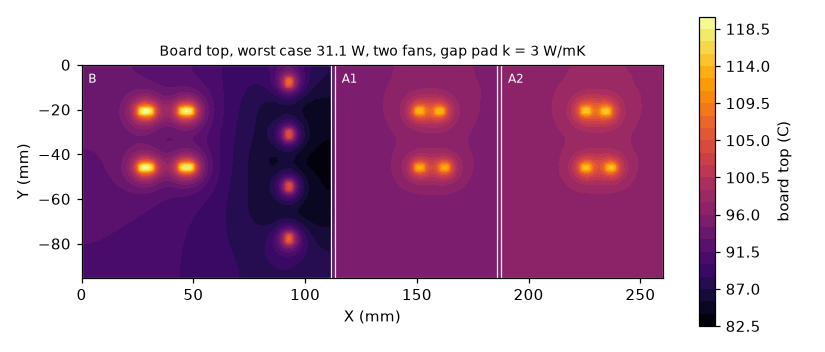 Board top, worst case 31.1 W, two fans, gap pad k = 3 W/mK
B
A1
A2
0
−20
−40
−60
−80
Y (mm)
0
50
100
150
200
250
X (mm)
118.5
114.0
109.5
105.0
100.5
96.0
91.5
87.0
82.5
board top (C)